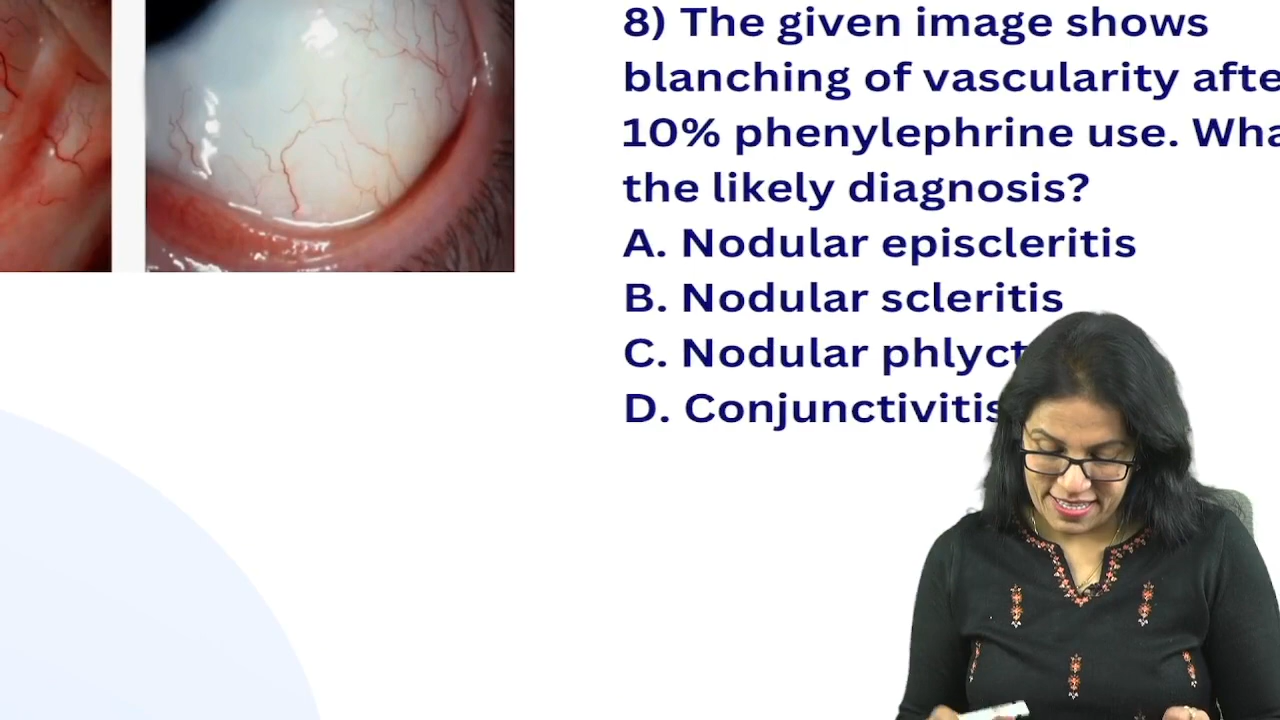 8) The given image shows
blanching of vascularity afte
10% phenylephrine use. Wha
the likely diagnosis?
A. Nodular episcleritis
B. Nodular scleritis
C. Nodular phlyct
D. Conjunctivitis